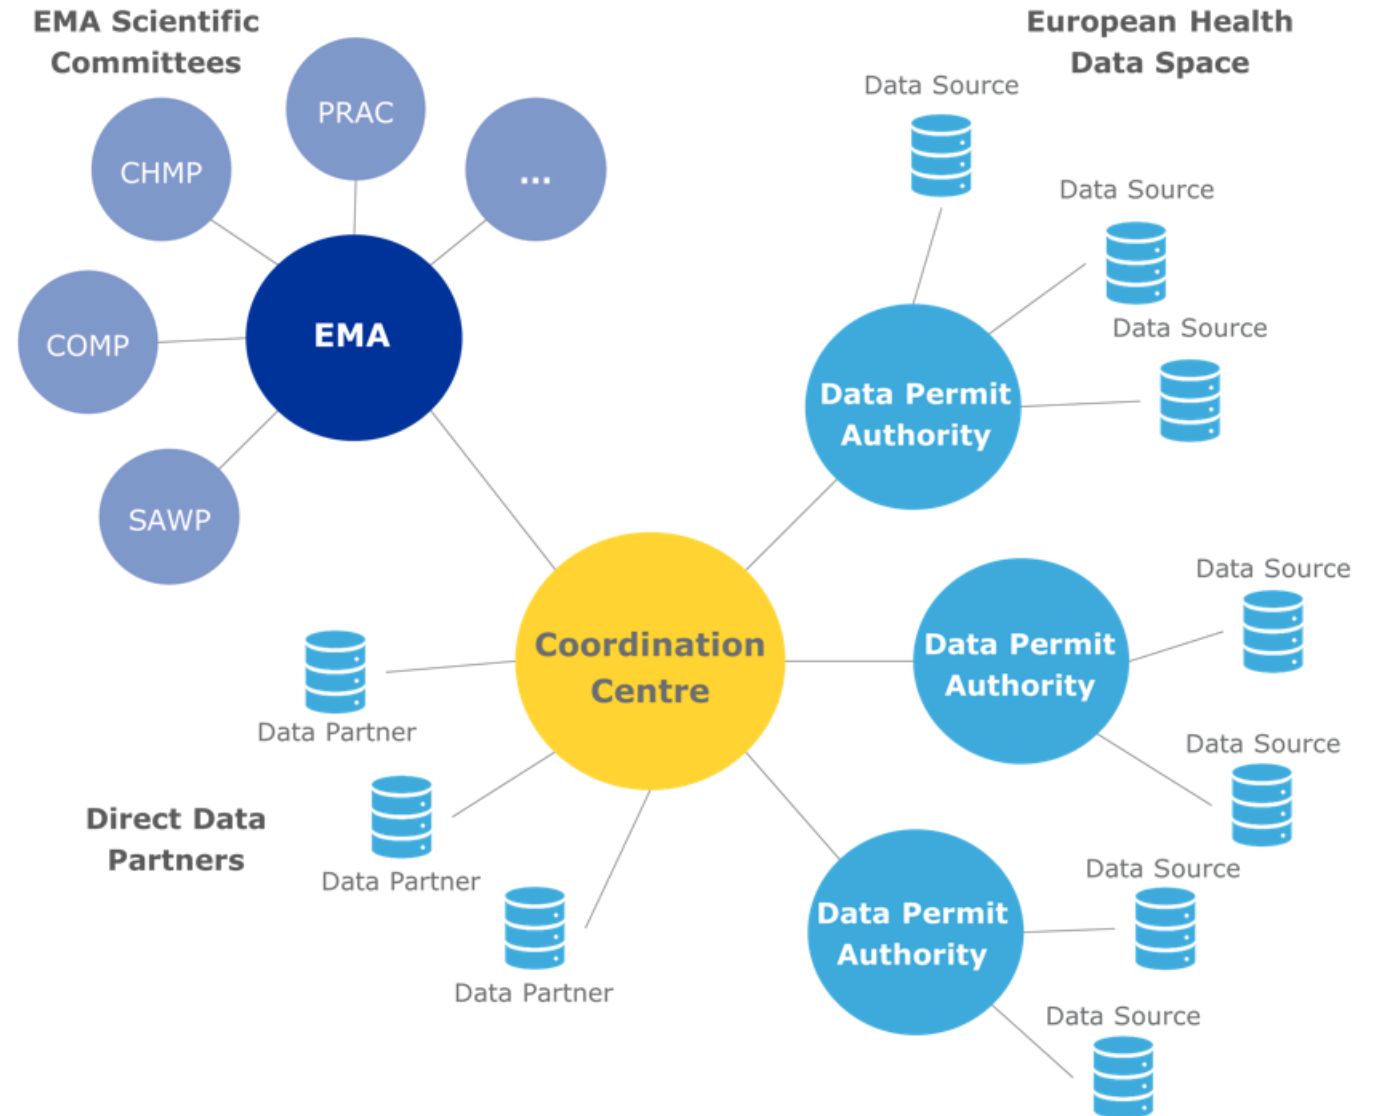 EMA Scientific
Committees
PRAC
CHMP
...
COMP
EMA
SAWP
European Health
Data Space
Data Source
Data Source
Data Source
Data Permit
Authority
Coordination
Centre
Data Permit
Authority
Data Source
Data Source
Data Permit
Authority
Data Source
Data Source
Data Partner
Direct Data
Partners
Data Partner
Data Partner